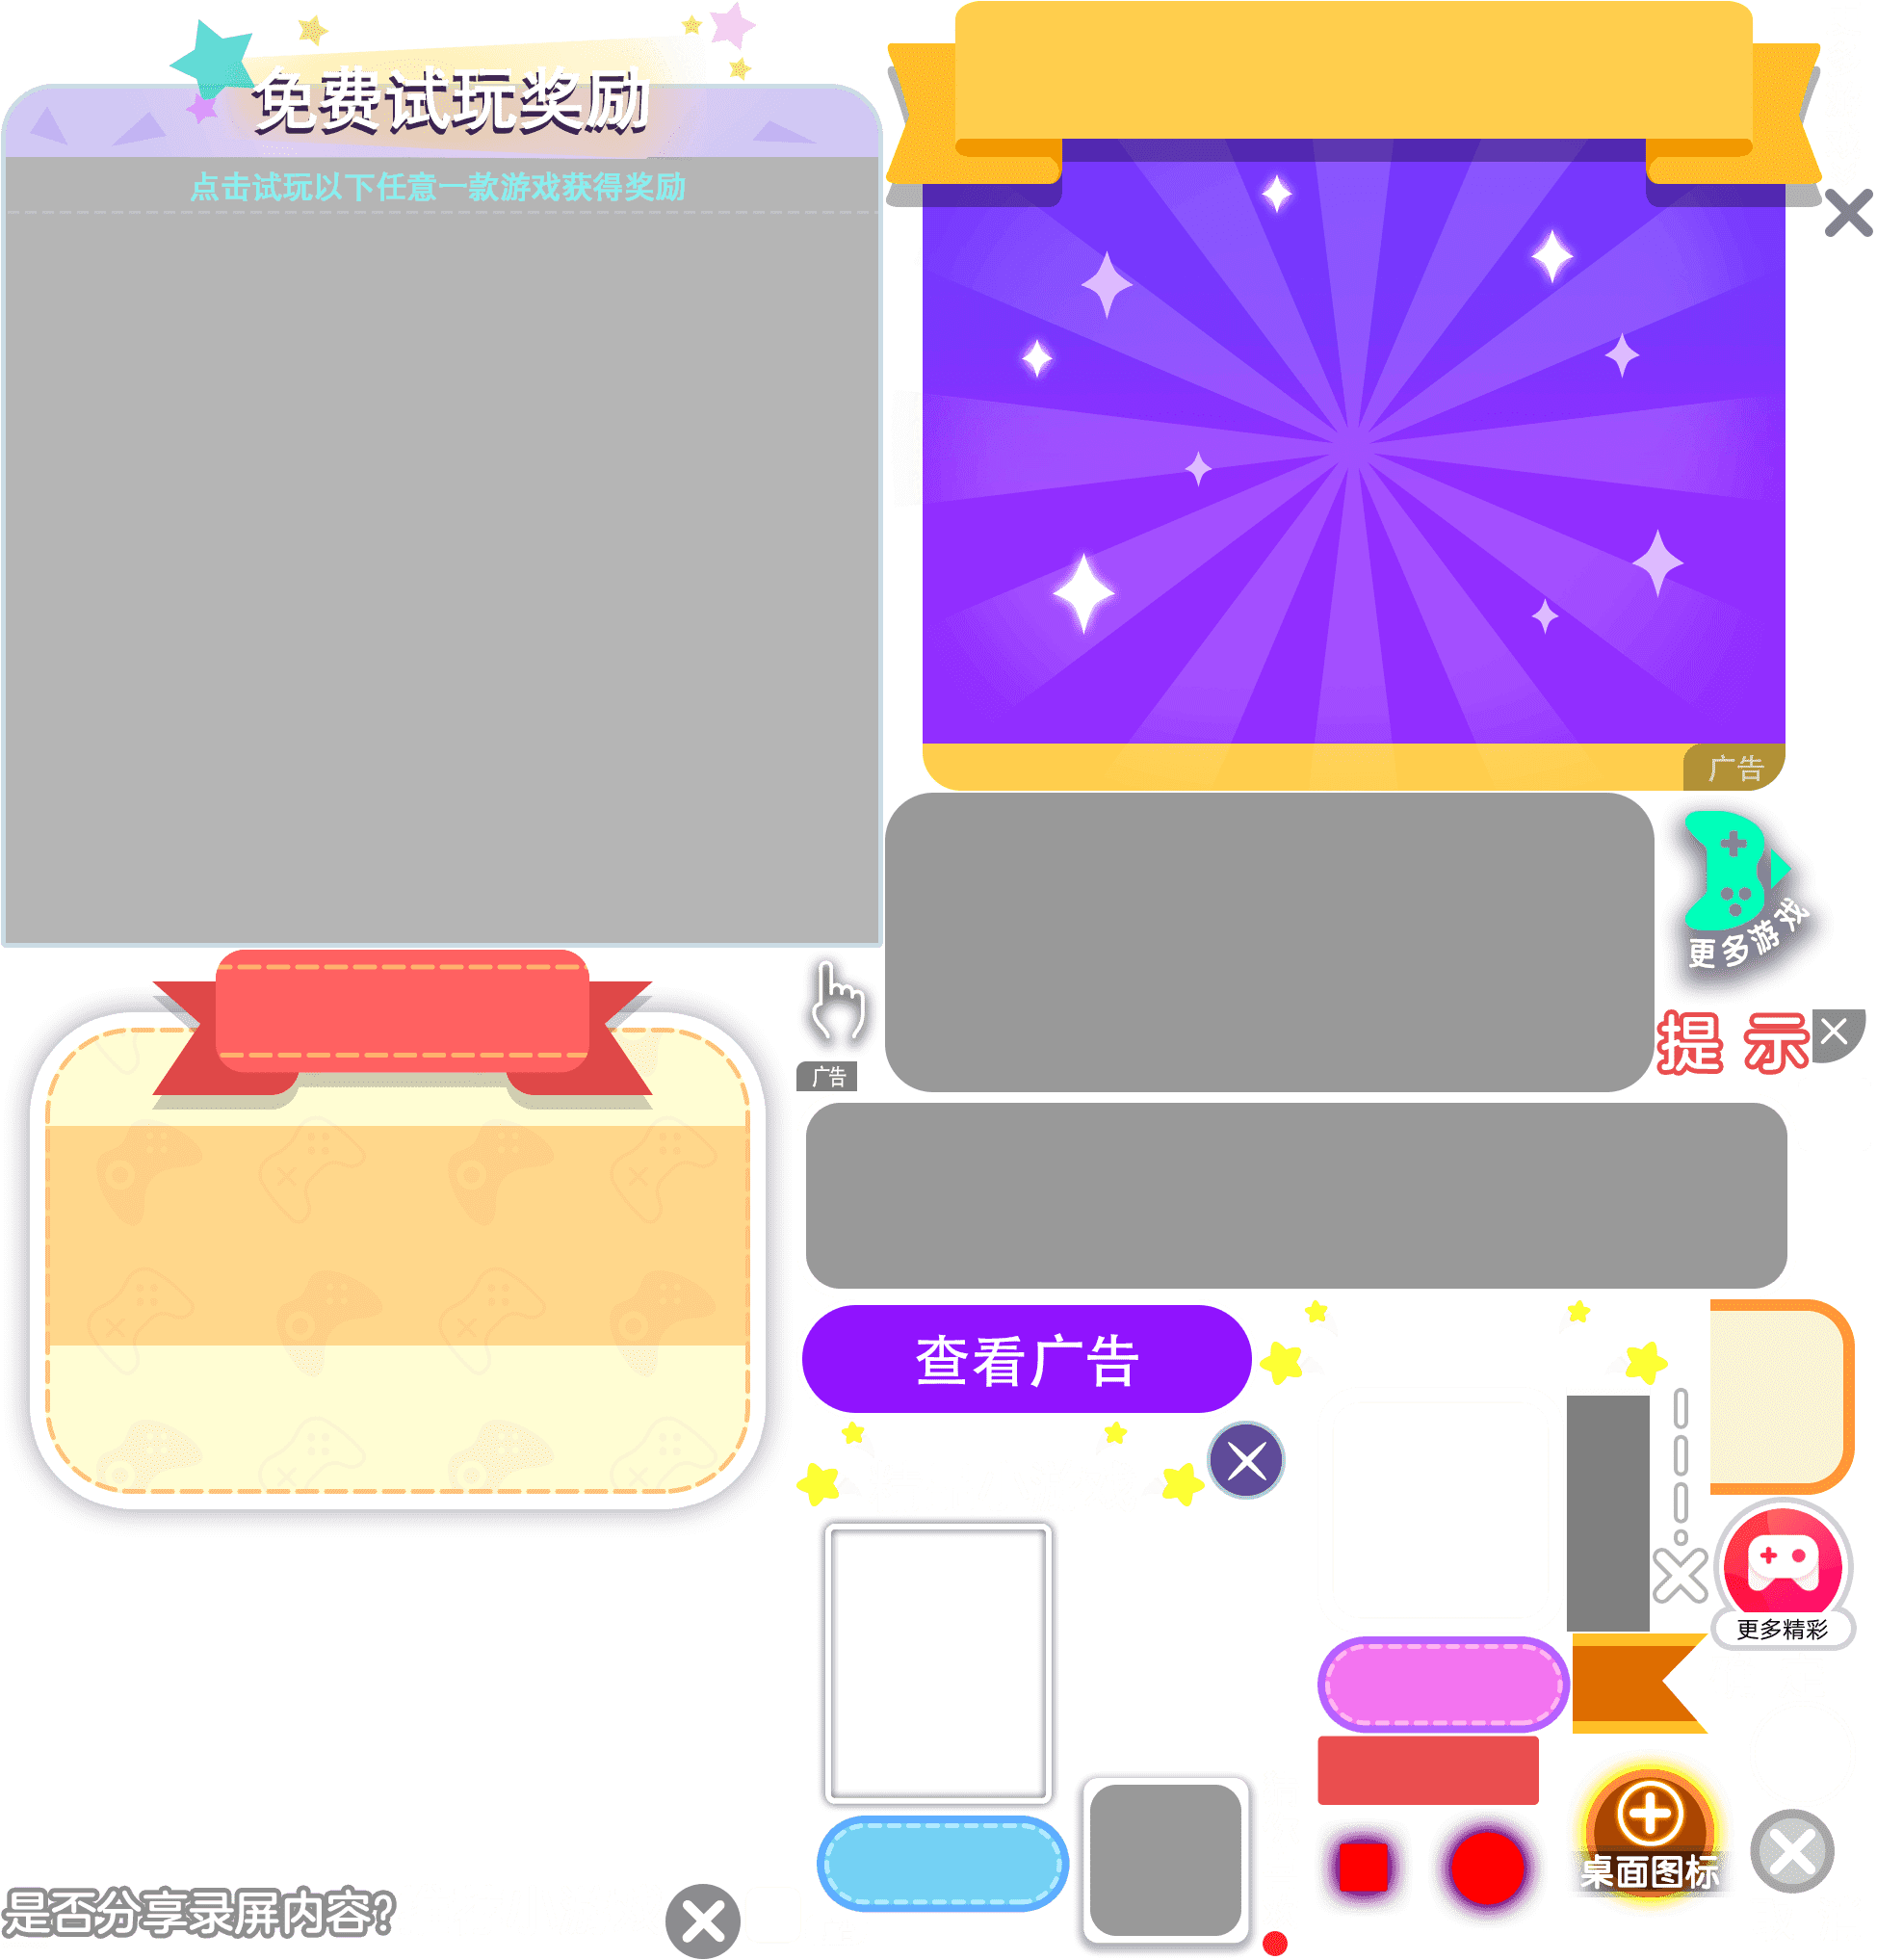 免费试玩奖励
点击试玩以下任意一款游戏获得奖励
广告
更多游戏
提 示
广告
查看广告
更多精彩
桌面图标
是否分享录屏内容?